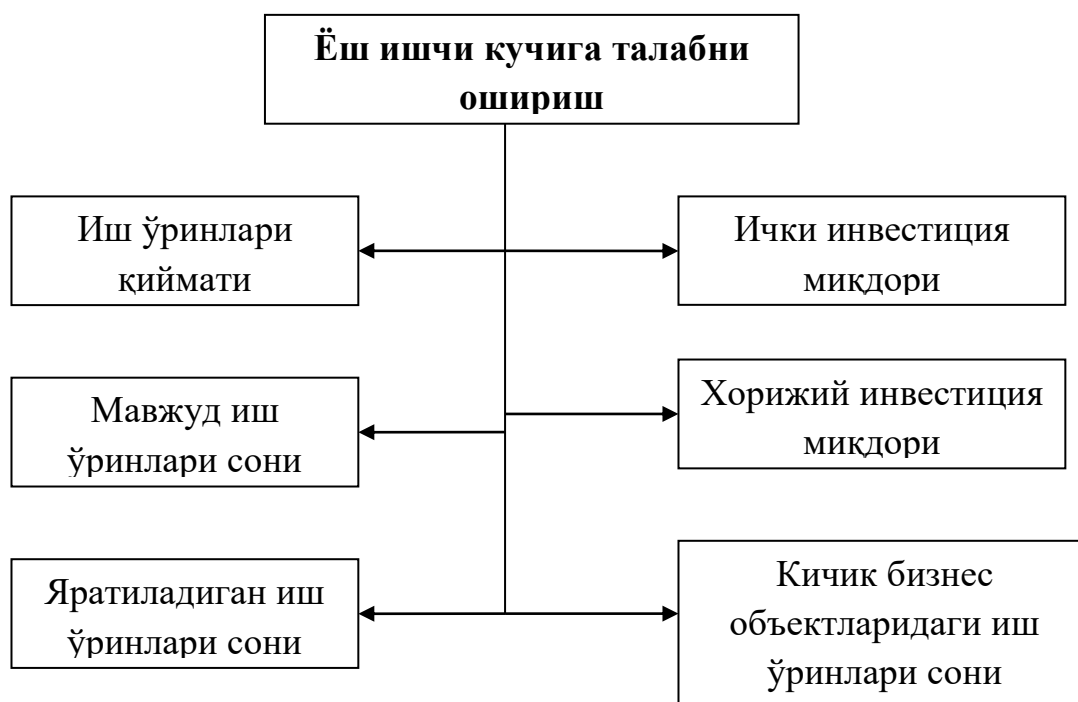 Ёш ишчи кучига талабни
ошириш
Иш ўринлари
қиймати
Ички инвестиция
миқдори
Мавжуд иш
ўринлари сони
Хорижий инвестиция
миқдори
Яратиладиган иш
ўринлари сони
Кичик бизнес
объектларидаги иш
ўринлари сони